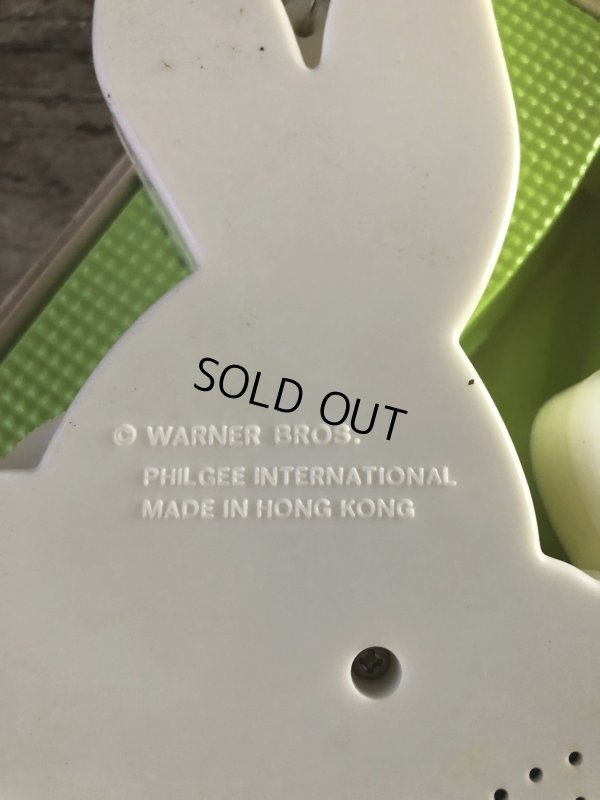 SOLD OUT
© WARNER BROS.
PHILGEE INTERNATIONAL
MADE IN HONG KONG